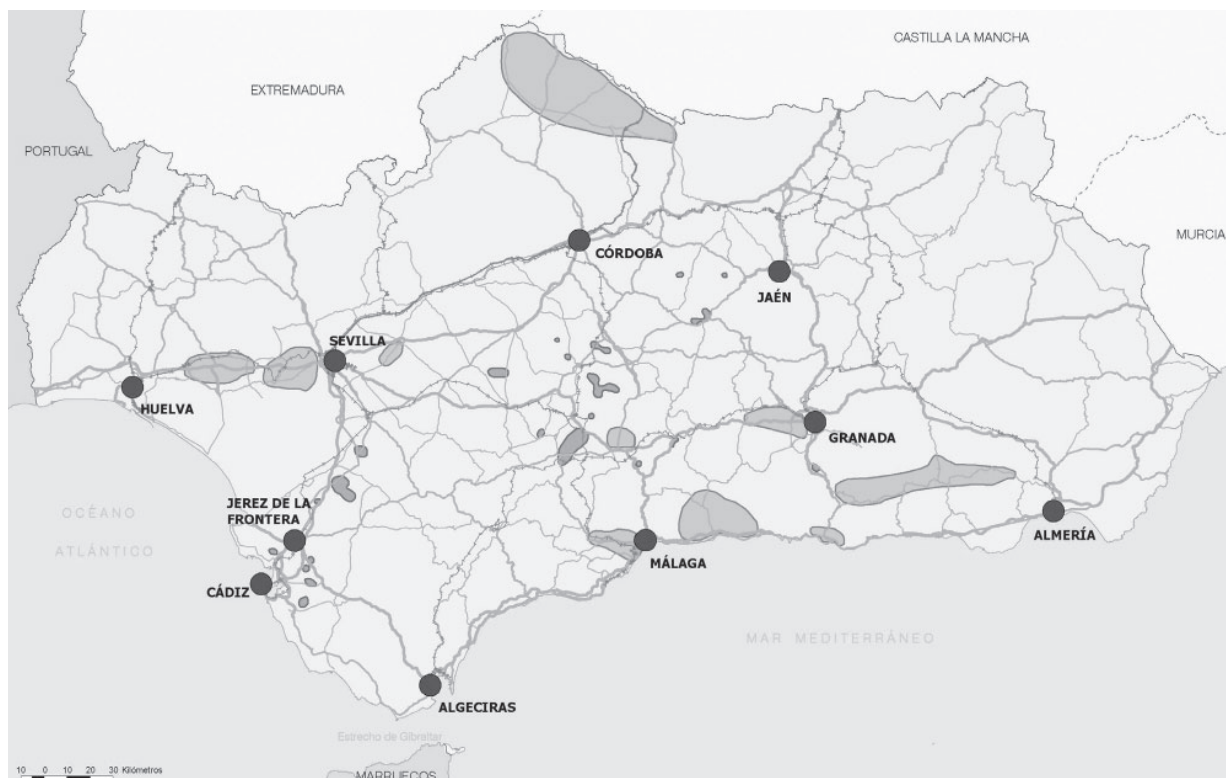 CASTILLA LA MANCHA
EXTREMADURA
PORTUGAL
MURCIA
CÓRDOBA
JAÉN
SEVILLA
HUELVA
GRANADA
JEREZ DE LA
FRONTERA
OCÉANO
ATLÁNTICO
ALMERÍA
MÁLAGA
CÁDIZ
MAR MEDITERRÁNEO
ALGECIRAS
Estrecho de Gibraltar
MARRUECOS
10 0 10 20 30 Kilómetros